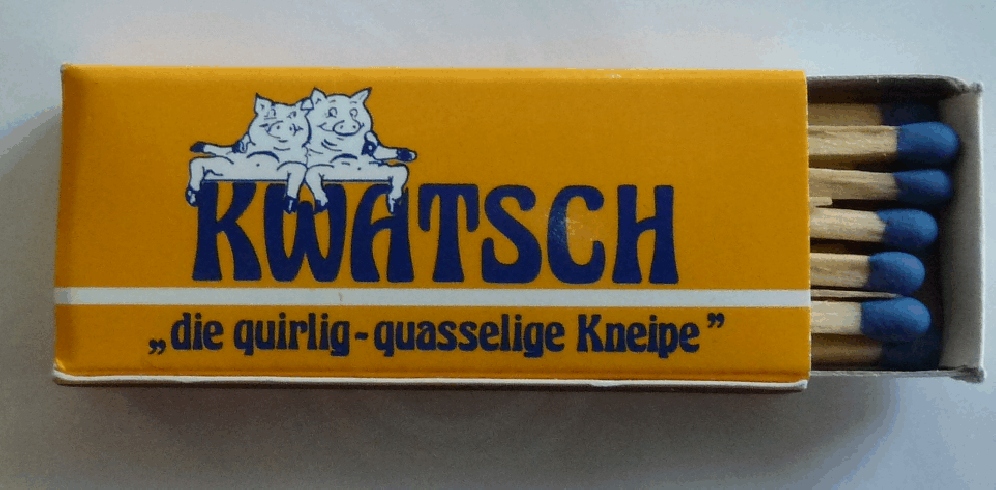 KWATSCH
„die quirlig-quasselige Kneipe”